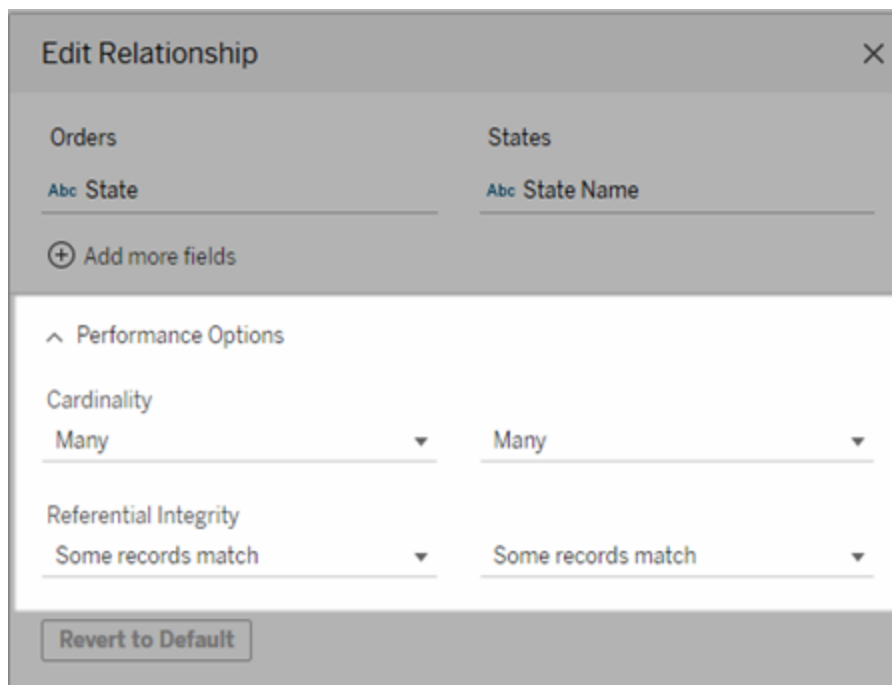 Edit Relationship
Orders States
Abc State Abc State Name
Add more fields
Performance Options
Cardinality
Many Many
Referential Integrity
Some records match Some records match
Revert to Default